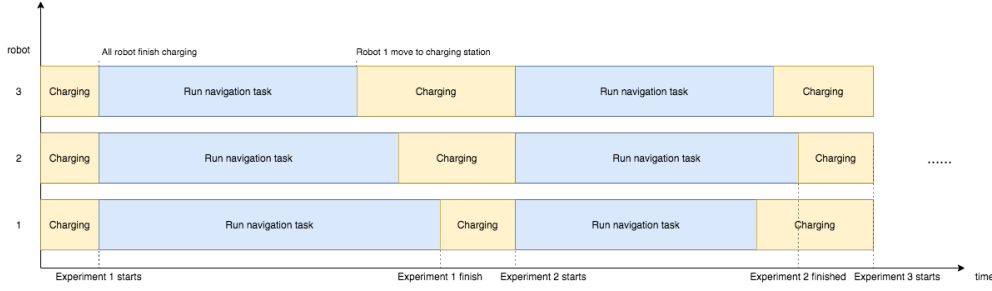 robot
All robot finish charging
Robot 1 move to charging station
3
Charging
Run navigation task
Charging
Run navigation task
Charging
2
Charging
Run navigation task
Charging
Run navigation task
Charging
......
1
Charging
Run navigation task
Charging
Run navigation task
Charging
Experiment 1 starts
Experiment 1 finish
Experiment 2 starts
Experiment 2 finished
Experiment 3 starts
time